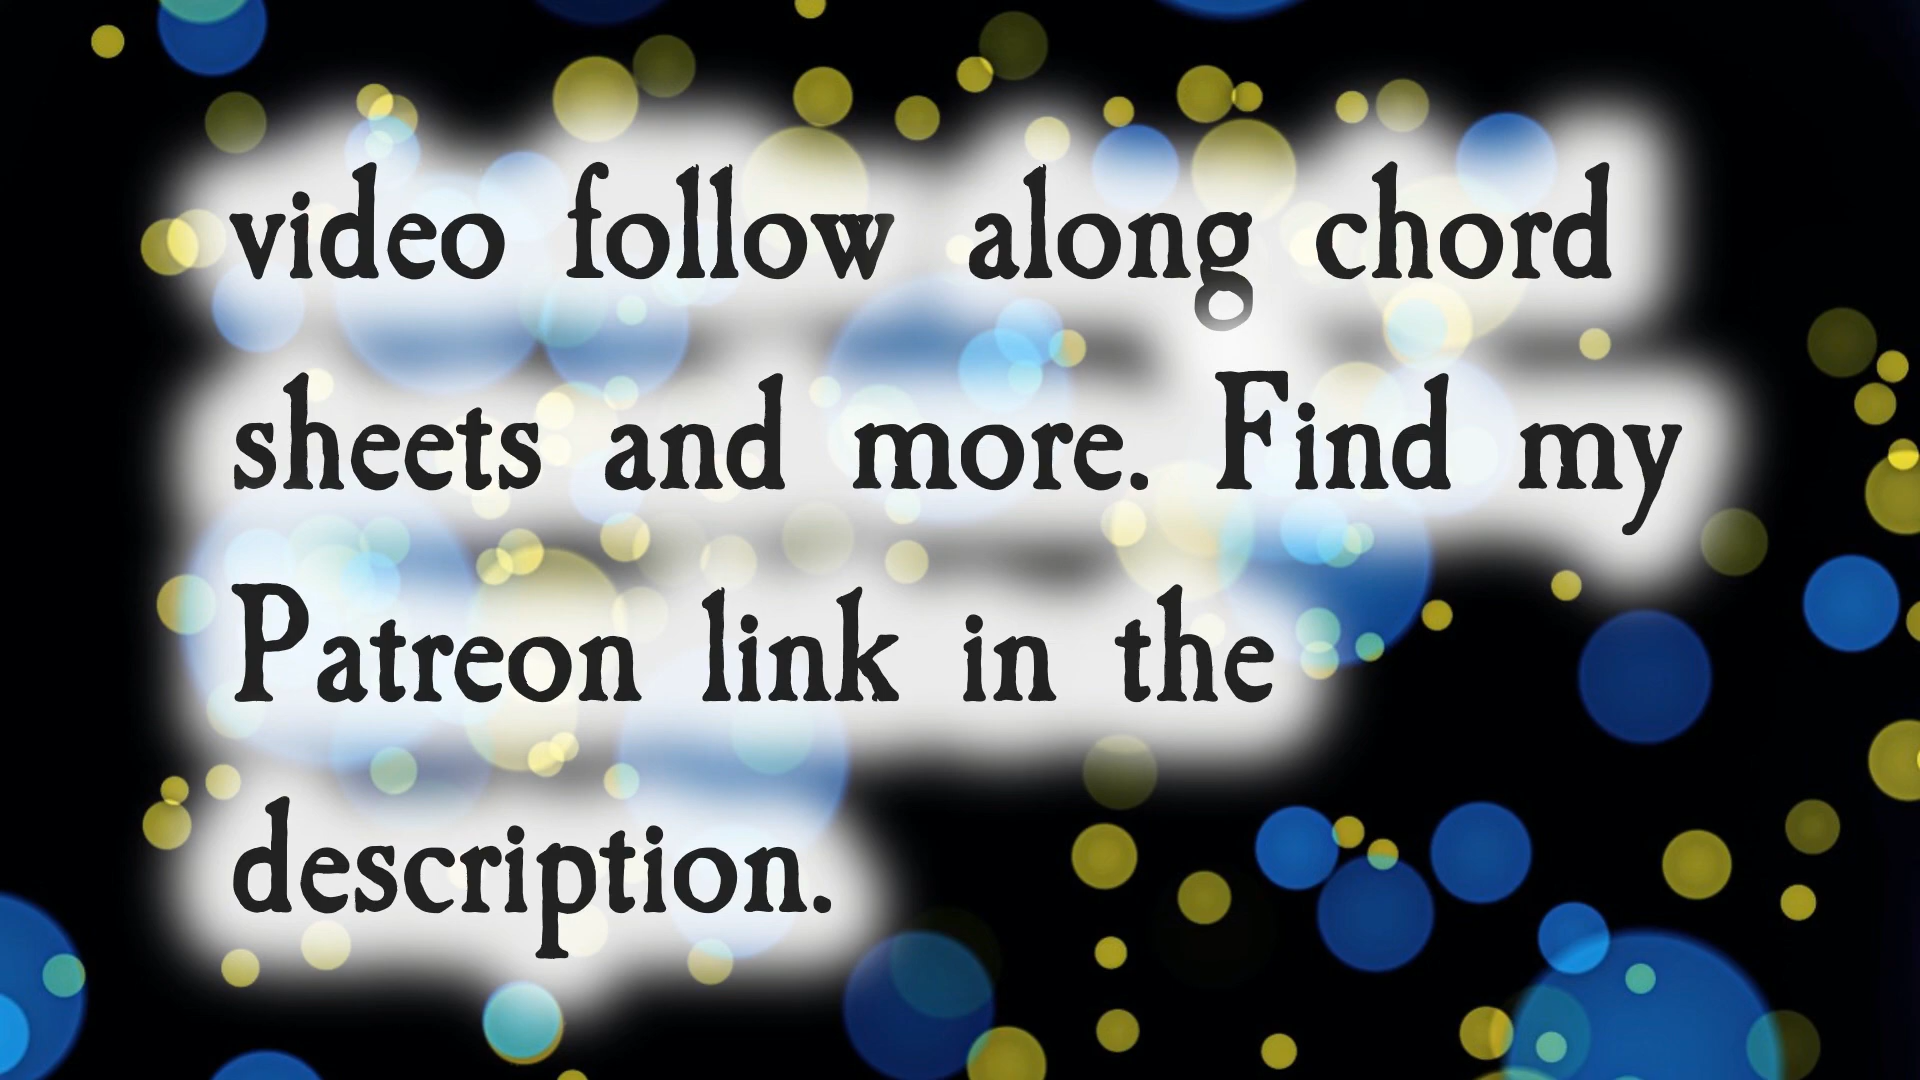 video follow along chord
sheets and more. Find my
Patreon link in the
description.